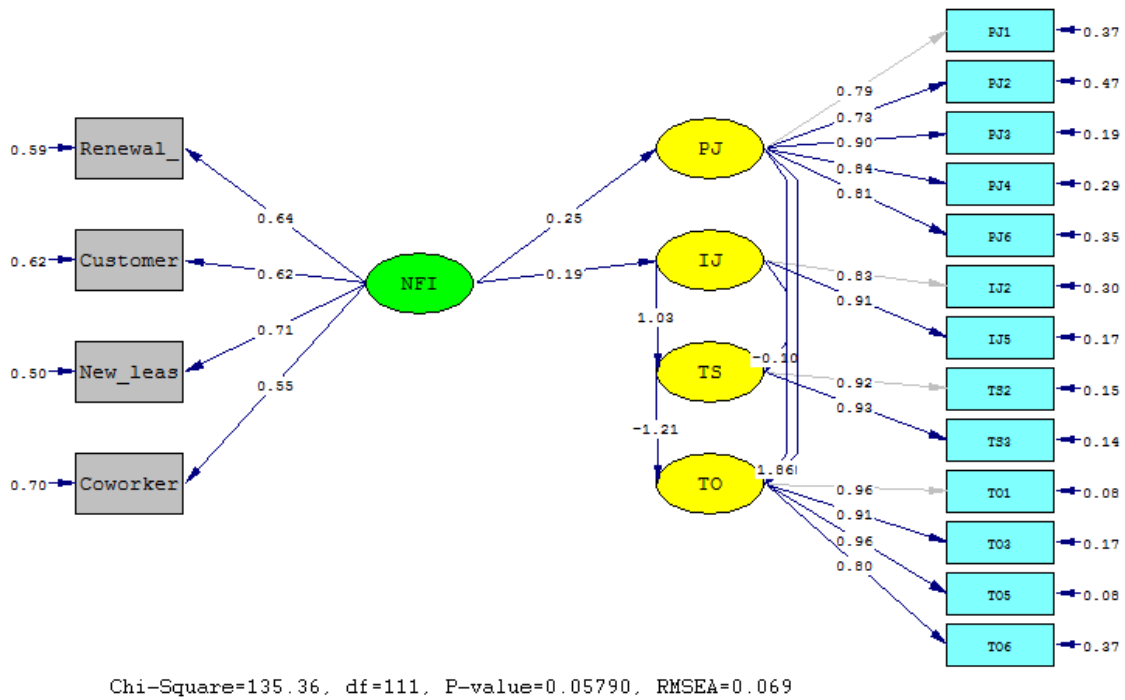 PJ1
0.37
0.79
PJ2
0.47
0.73
0.59
Renewal_
PJ
PJ3
0.19
0.90
0.84
PJ4
0.29
0.81
0.64
0.25
PJ6
0.35
0.62
Customer
0.62
NFI
0.19
IJ
0.83
IJ2
0.30
0.91
1.03
0.71
IJ5
0.17
0.50
New_leas
0.55
-0.10
TS
0.92
TS2
0.15
0.93
-1.21
TS3
0.14
0.70
Coworker
1.86
TO
0.96
TO1
0.08
0.91
TO3
0.17
0.96
0.80
TO5
0.08
TO6
0.37
Chi-Square=135.36, df=111, P-value=0.05790, RMSEA=0.069